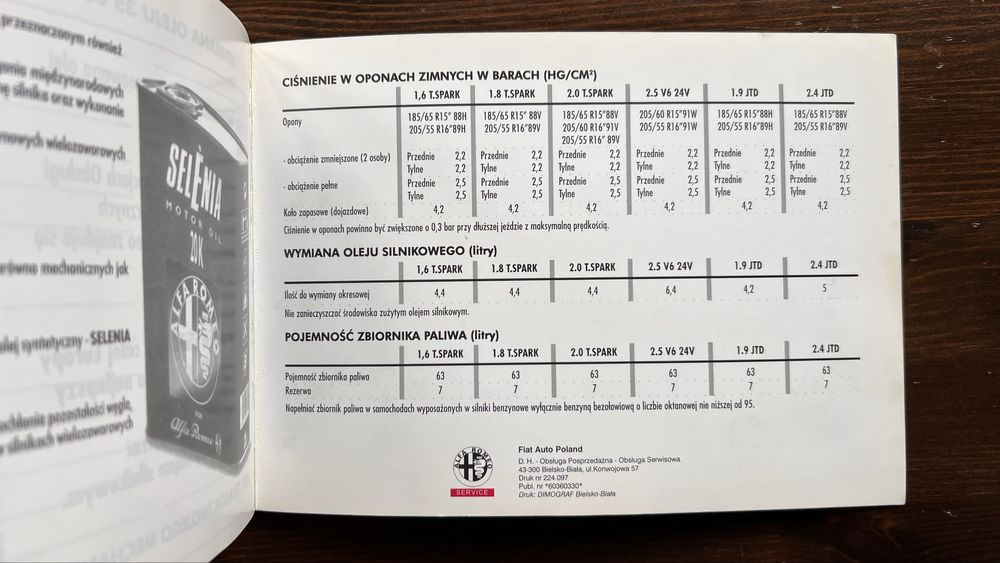 przeznaczonym również
międzynarodowych
silnika oraz wykonanie
wielosezonowych
równo mechanicznych jak
syntetyczny - SELENIA
pozostałość węgla,
w silnikach wielozaworowych
SELÈNIA
MOTOR OIL
20K
ALFA ROMEO
FOR
Alfa Romeo
CIŚNIENIE W OPONACH ZIMNYCH W BARACH (HG/CM²)
1,6 T.SPARK 1.8 T.SPARK 2.0 T.SPARK 2.5 V6 24V 1.9 JTD 2.4 JTD
Opony 185/65 R15" 88H 185/65 R15" 88V 185/65 R15"88V 205/60 R15"91W 185/65 R15"88H 185/65 R15"88V
205/55 R16"89H 205/55 R16"89V 205/60 R16"91V 205/55 R16"91W 205/55 R16"89H 205/55 R16"89V
205/55 R16" 89V
- obciążenie zmniejszone (2 osoby) Przednie 2,2 Przednie 2,2 Przednie 2,2 Przednie 2,2 Przednie 2,2 Przednie 2,2
Tylne 2,2 Tylne 2,2 Tylne 2,2 Tylne 2,2 Tylne 2,2 Tylne 2,2
- obciążenie pełne Przednie 2,5 Przednie 2,5 Przednie 2,5 Przednie 2,5 Przednie 2,5 Przednie 2,5
Tylne 2,5 Tylne 2,5 Tylne 2,5 Tylne 2,5 Tylne 2,5 Tylne 2,5
Koło zapasowe (dojazdowe) 4,2 4,2 4,2 4,2 4,2 4,2
Ciśnienie w oponach powinno być zwiększone o 0,3 bar przy dłuższej jeździe z maksymalną prędkością.
WYMIANA OLEJU SILNIKOWEGO (litry)
1,6 T.SPARK 1.8 T.SPARK 2.0 T.SPARK 2.5 V6 24V 1.9 JTD 2.4 JTD
Ilość do wymiany okresowej 4,4 4,4 4,4 6,4 4,2 5
Nie zanieczyszczać środowiska zużytym olejem silnikowym.
POJEMNOŚĆ ZBIORNIKA PALIWA (litry)
1,6 T.SPARK 1.8 T.SPARK 2.0 T.SPARK 2.5 V6 24V 1.9 JTD 2.4 JTD
Pojemność zbiornika paliwa 63 63 63 63 63 63
Rezerwa 7 7 7 7 7 7
Napełniać zbiornik paliwa w samochodach wyposażonych w silniki benzynowe wyłącznie benzyną bezołowiową o liczbie oktanowej nie niższej od 95.
ALFA ROMEO
SERVICE
Fiat Auto Poland
D. H. - Obsługa Posprzedażna - Obsługa Serwisowa
43-300 Bielsko-Biała, ul.Konwojowa 57
Druk nr 224.097
Publ. nr *60360330*
Druk: DIMOGRAF Bielsko-Biała